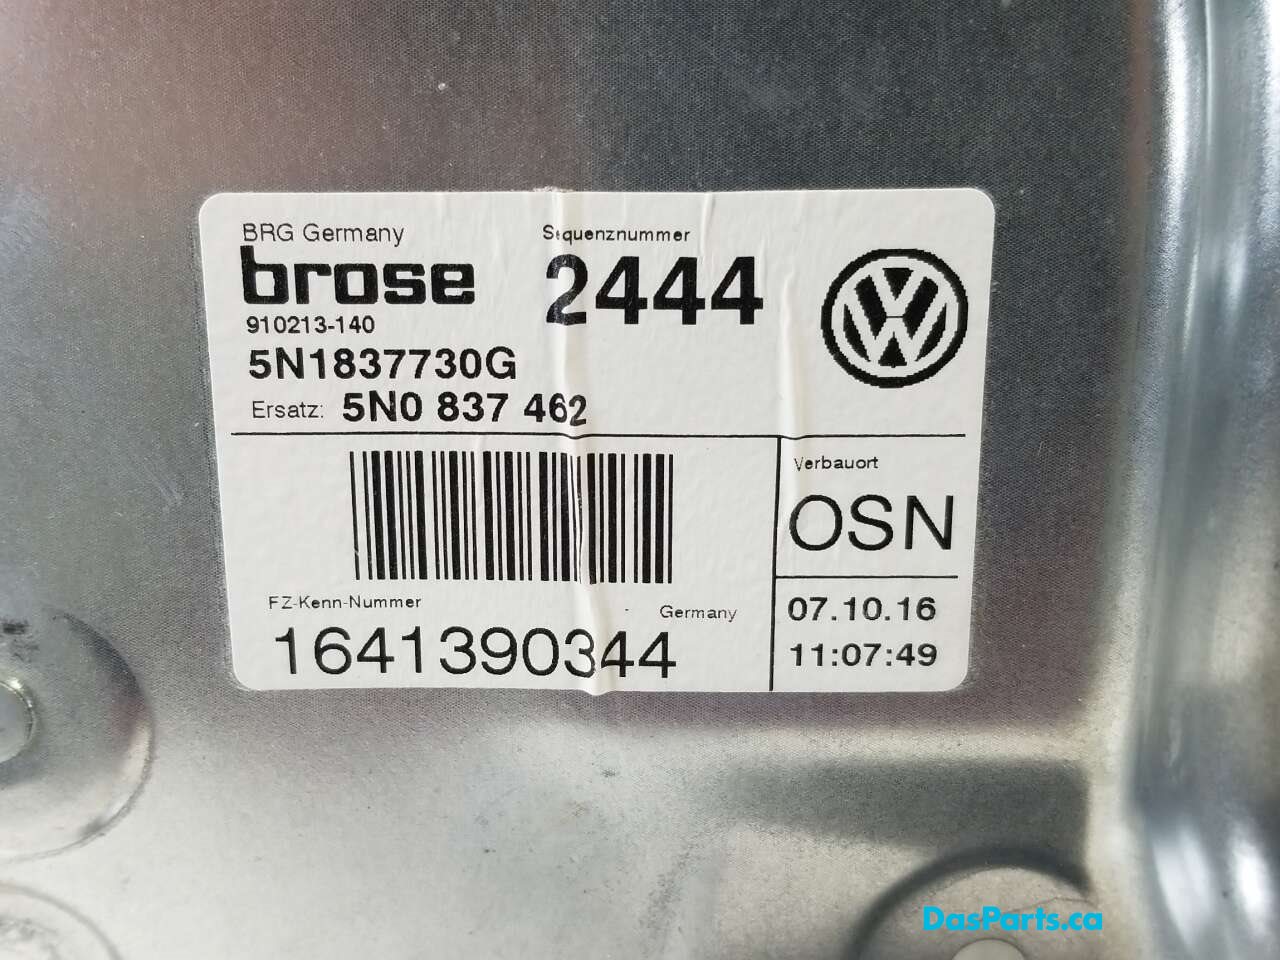 BRG Germany
brose
910213-140
5N1837730G
Ersatz: 5N0 837 462
Sequenznummer
2444
FZ-Kenn-Nummer
Germany
1641390344
Verbauort
OSN
07.10.16
11:07:49
DasParts.ca